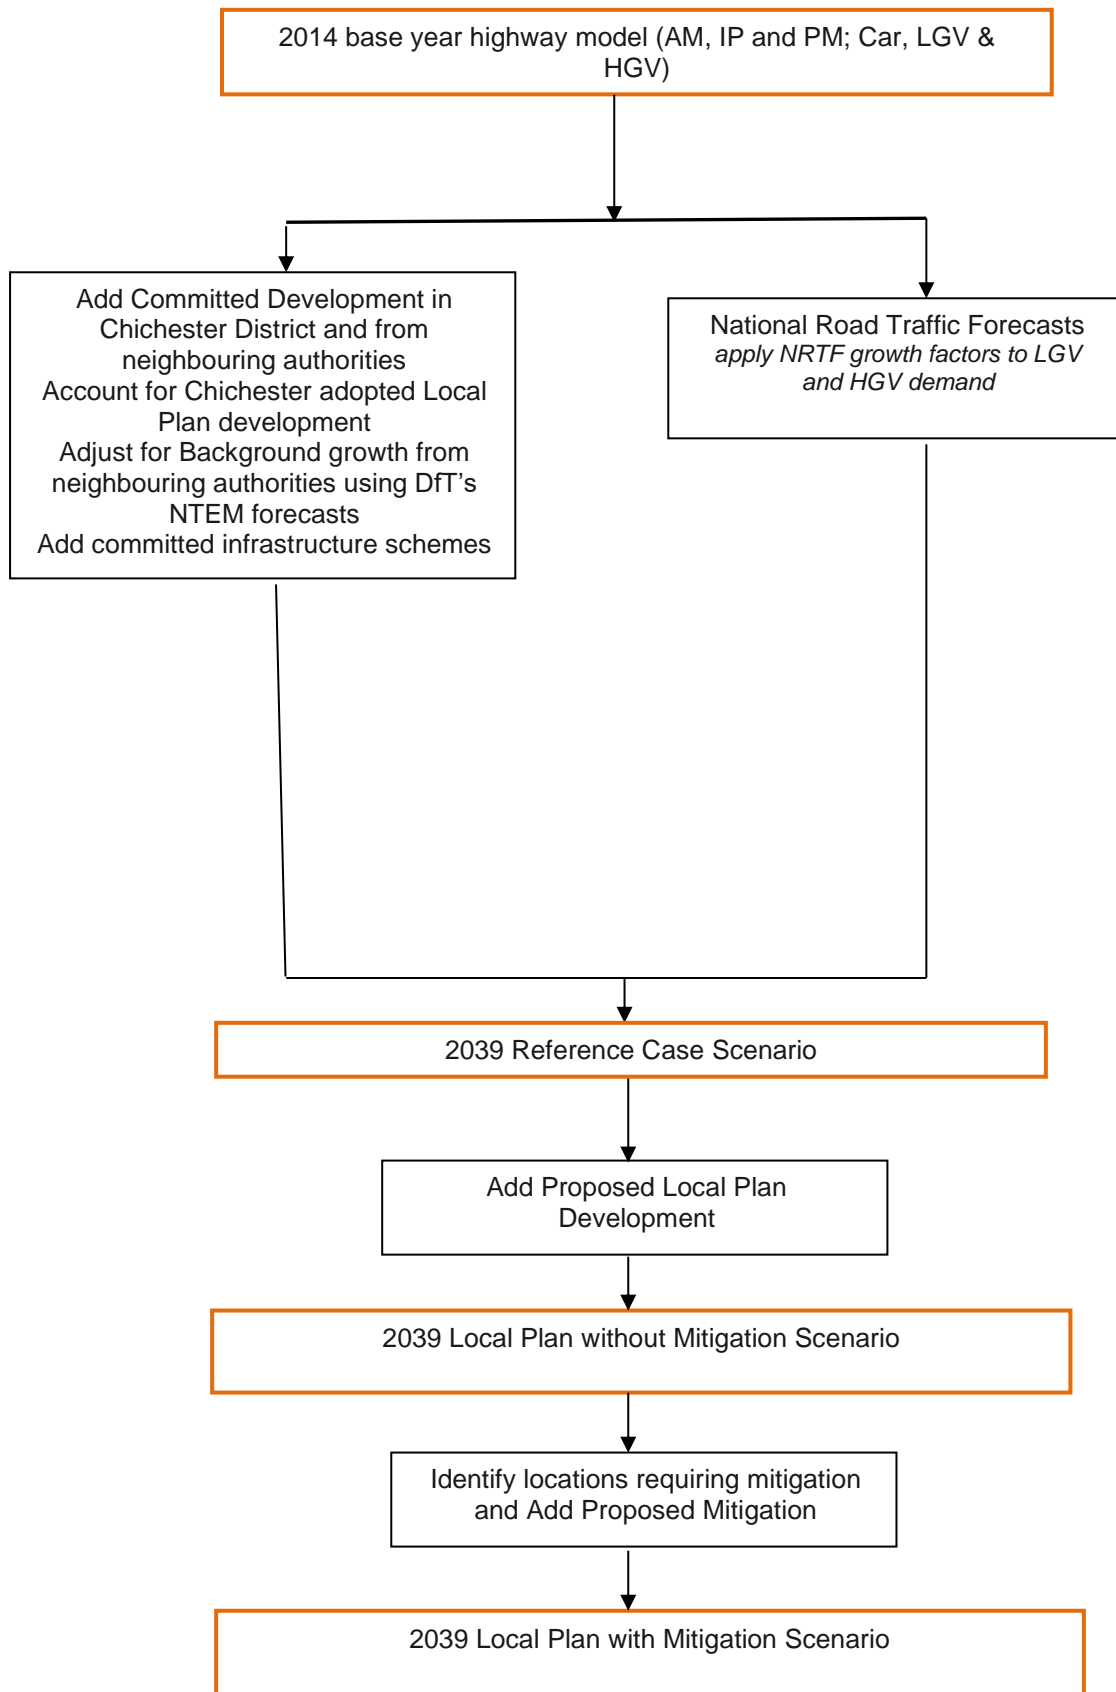 2014 base year highway model (AM, IP and PM; Car, LGV &
HGV)
Add Committed Development in
Chichester District and from
neighbouring authorities
Account for Chichester adopted Local
Plan development
Adjust for Background growth from
neighbouring authorities using DfT's
NTEM forecasts
Add committed infrastructure schemes
National Road Traffic Forecasts
apply NRTF growth factors to LGV
and HGV demand
2039 Reference Case Scenario
Add Proposed Local Plan
Development
2039 Local Plan without Mitigation Scenario
Identify locations requiring mitigation
and Add Proposed Mitigation
2039 Local Plan with Mitigation Scenario